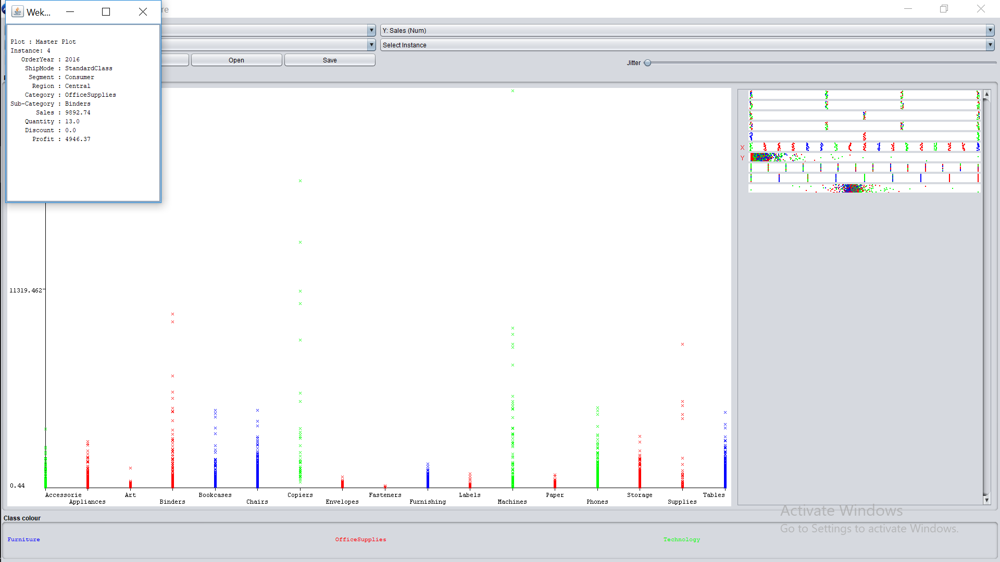 Wek...
re
Plot : Master Plot
Instance: 4
OrderYear : 2016
ShipMode : StandardClass
Segment : Consumer
Region : Central
Category : OfficeSupplies
Sub-Category : Binders
Sales : 9892.74
Quantity : 13.0
Discount : 0.0
Profit : 4946.37
Y: Sales (Num)
Select Instance
Open
Save
Jitter
X
Y
11319.462
0.44
Accessorie
Appliances
Art
Binders
Bookcases
Chairs
Copiers
Envelopes
Fasteners
Furnishing
Labels
Machines
Paper
Phones
Storage
Supplies
Tables
Activate Windows
Go to Settings to activate Windows.
Class colour
Furniture
OfficeSupplies
Technology